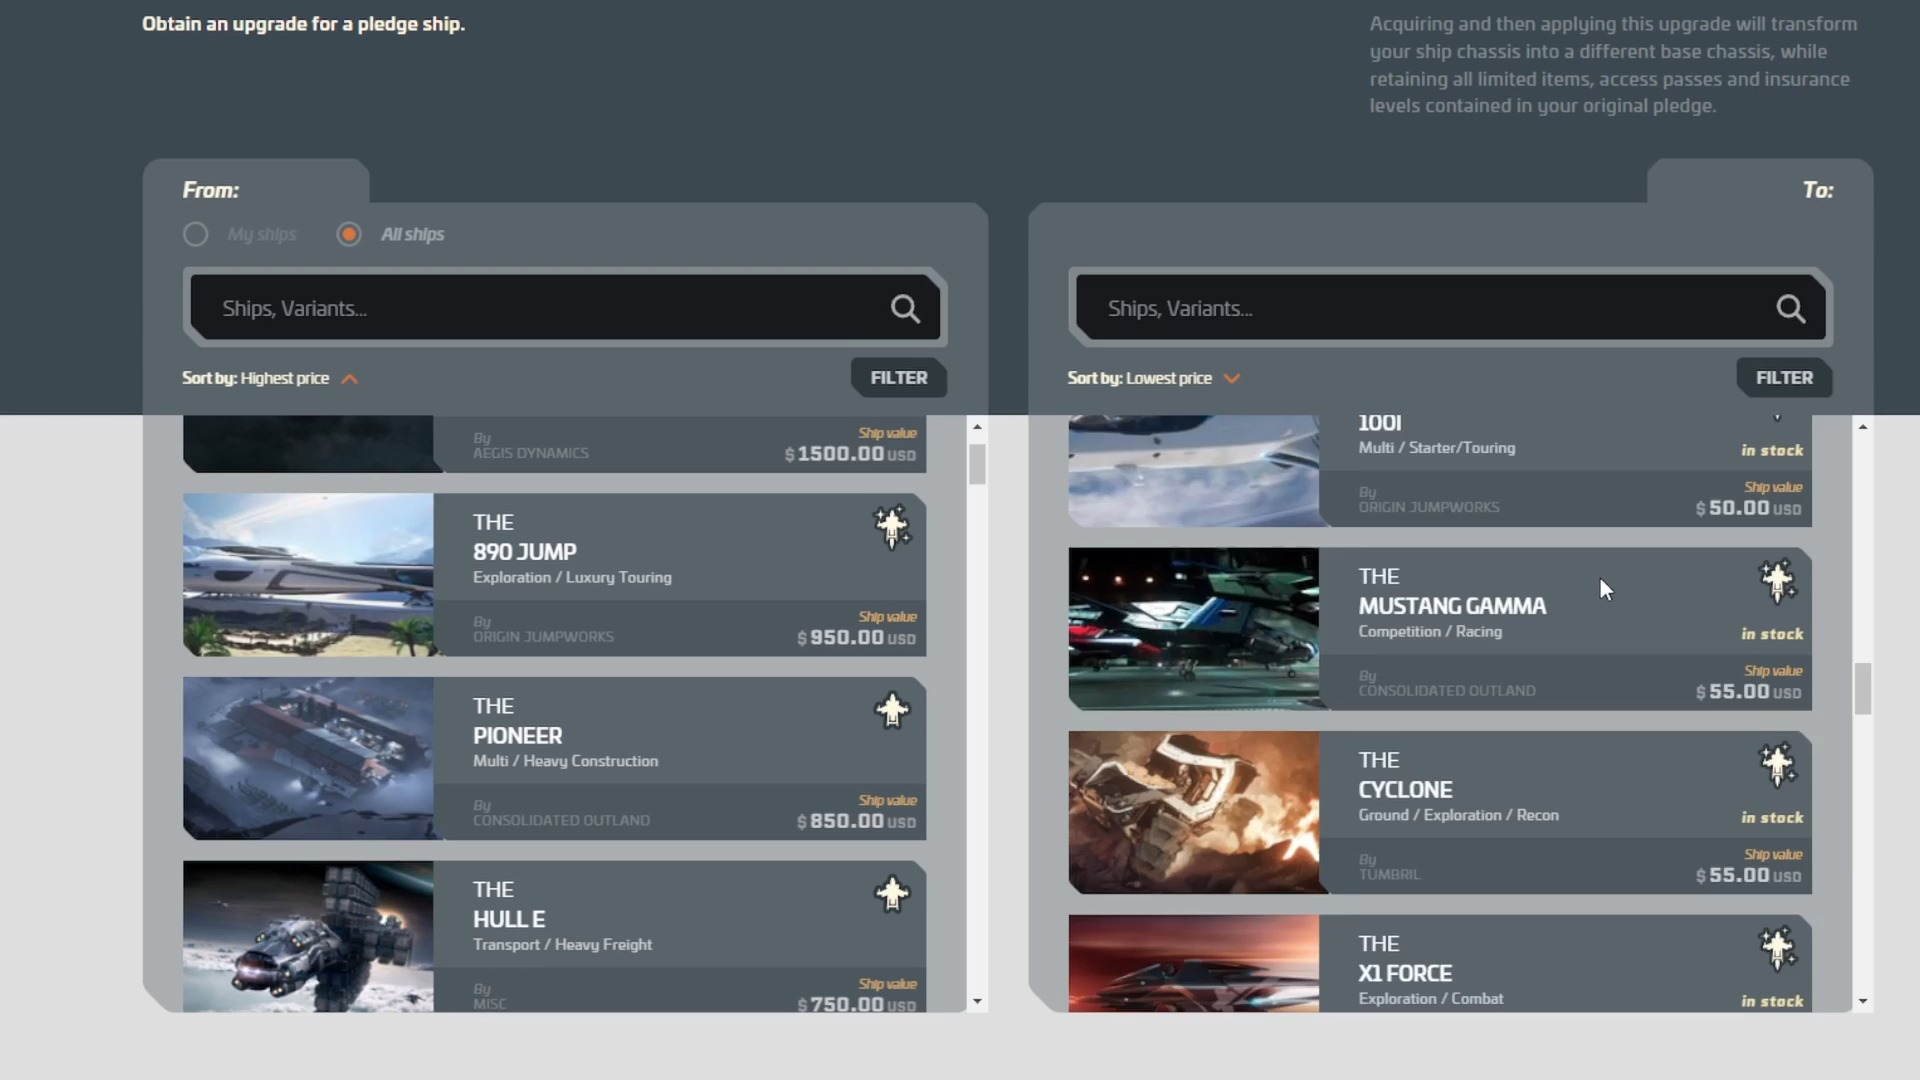 Obtain an upgrade for a pledge ship.
Acquiring and then applying this upgrade will transform
your ship chassis into a different base chassis, while
retaining all limited items, access passes and insurance
levels contained in your original pledge.
From:
My ships
All ships
Ships, Variants...
Sort by: Highest price
FILTER
By
AEGIS DYNAMICS
Ship value
$ 1500.00 USD
THE
890 JUMP
Exploration / Luxury Touring
By
ORIGIN JUMPWORKS
Ship value
$ 950.00 USD
THE
PIONEER
Multi / Heavy Construction
By
CONSOLIDATED OUTLAND
Ship value
$ 850.00 USD
THE
HULL E
Transport / Heavy Freight
By
MISC
Ship value
$ 750.00 USD
To:
Ships, Variants...
Sort by: Lowest price
FILTER
100I
Multi / Starter/Touring
in stock
By
ORIGIN JUMPWORKS
Ship value
$ 50.00 USD
THE
MUSTANG GAMMA
Competition / Racing
in stock
By
CONSOLIDATED OUTLAND
Ship value
$ 55.00 USD
THE
CYCLONE
Ground / Exploration / Recon
in stock
By
TUMBRIL
Ship value
$ 55.00 USD
THE
X1 FORCE
Exploration / Combat
in stock